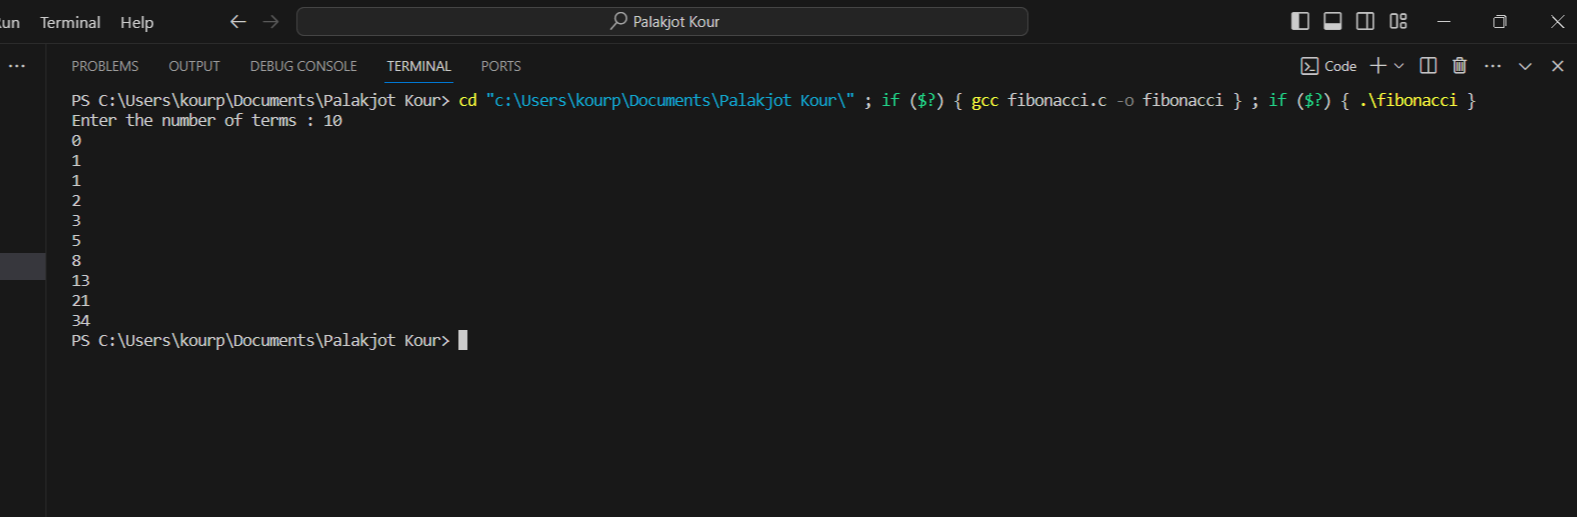 Terminal Help Palakjot Kour
PROBLEMS OUTPUT DEBUG CONSOLE TERMINAL PORTS Code
PS C:\Users\kourp\Documents\Palakjot Kour> cd "c:\Users\kourp\Documents\Palakjot Kour\" ; if ($?) { gcc fibonacci.c -o fibonacci } ; if ($?) { .\fibonacci }
Enter the number of terms : 10
0
1
1
2
3
5
8
13
21
34
PS C:\Users\kourp\Documents\Palakjot Kour>